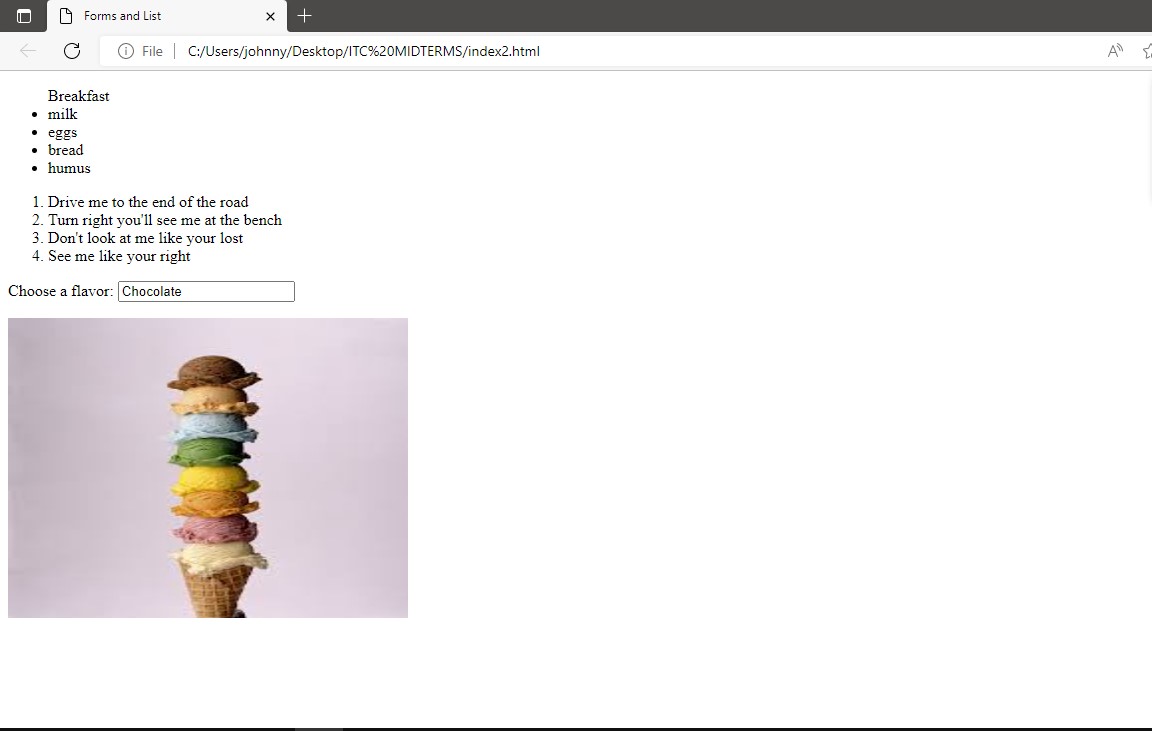 Forms and List
File
C:/Users/johnny/Desktop/ITC%20MIDTERMS/index2.html
Breakfast
milk
eggs
bread
humus
1. Drive me to the end of the road
2. Turn right you'll see me at the bench
3. Don't look at me like your lost
4. See me like your right
Choose a flavor: Chocolate